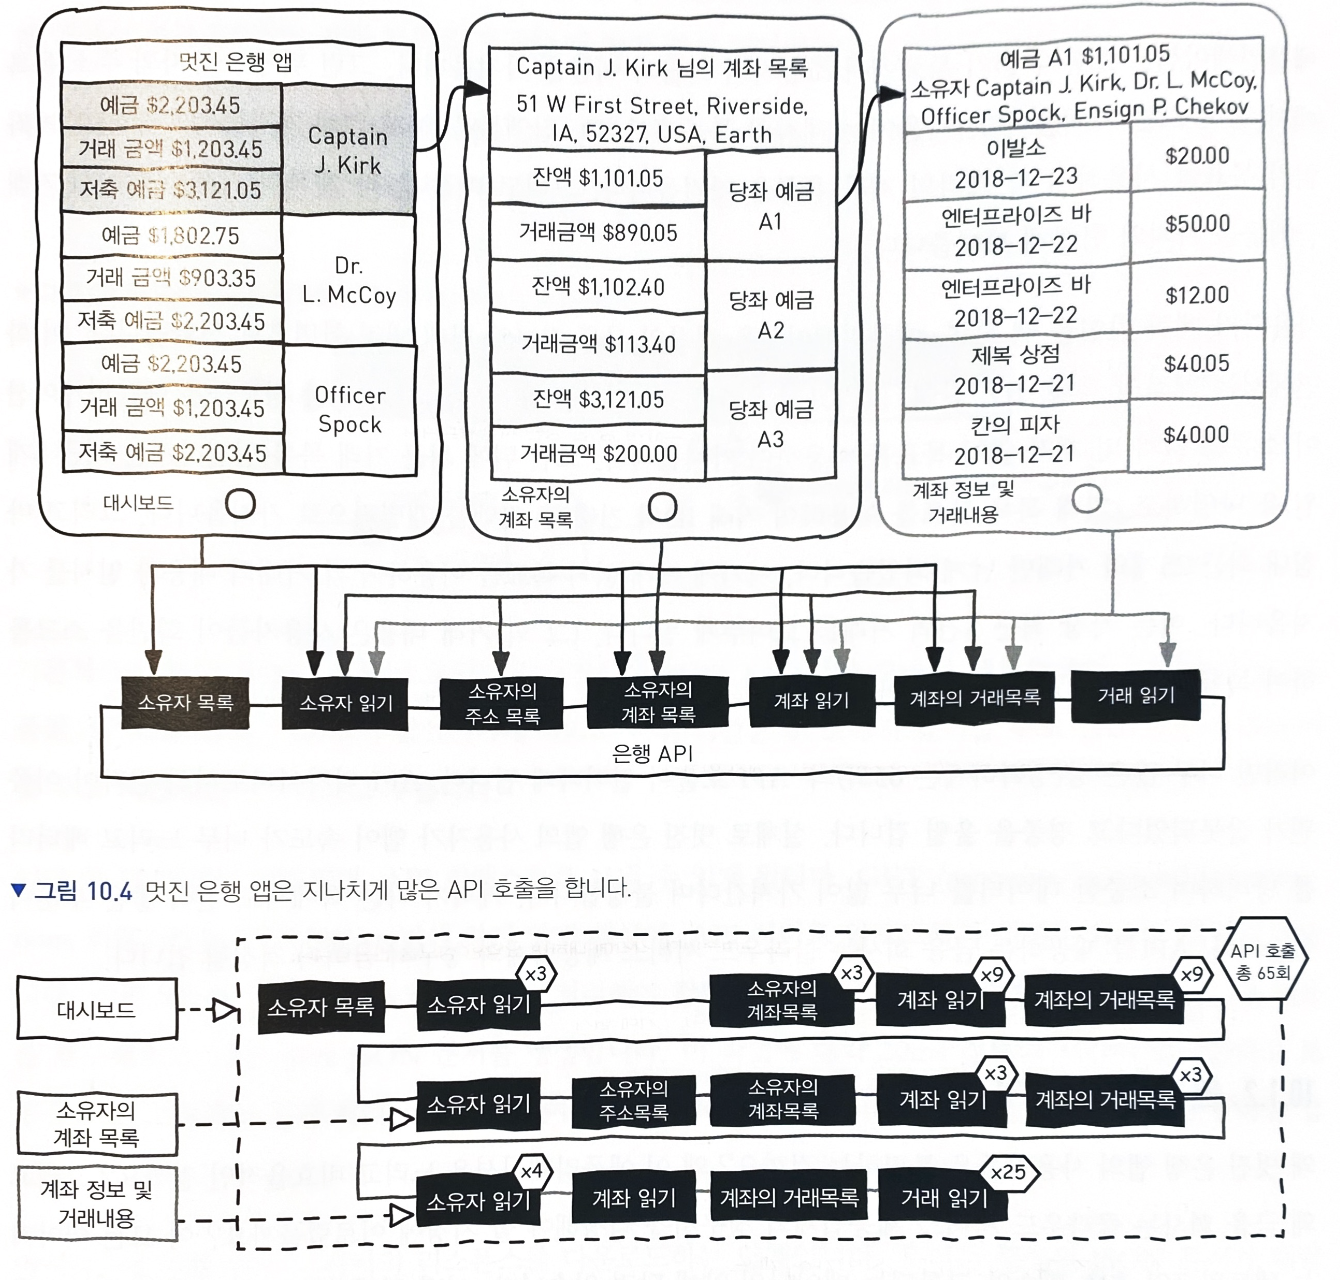 멋진 은행 앱
예금 $2,203.45
거래 금액 $1,203.45
저축 예금 $3,121.05
Captain
J. Kirk
예금 $1,802.75
거래 금액 $903.35
저축 예금 $2,203.45
Dr.
L. McCoy
예금 $2,203.45
거래 금액 $1,203.45
저축 예금 $2,203.45
Officer
Spock
대시보드
Captain J. Kirk 님의 계좌 목록
51 W First Street, Riverside,
IA, 52327, USA, Earth
잔액 $1,101.05
거래금액 $890.05
당좌 예금
A1
잔액 $1,102.40
거래금액 $113.40
당좌 예금
A2
잔액 $3,121.05
거래금액 $200.00
당좌 예금
A3
소유자의
계좌 목록
예금 A1 $1,101.05
소유자 Captain J. Kirk, Dr. L. McCoy,
Officer Spock, Ensign P. Chekov
이발소
2018-12-23
$20.00
엔터프라이즈 바
2018-12-22
$50.00
엔터프라이즈 바
2018-12-22
$12.00
제복 상점
2018-12-21
$40.05
칸의 피자
2018-12-21
$40.00
계좌 정보 및
거래내용
소유자 목록
소유자 읽기
소유자의
주소 목록
소유자의
계좌 목록
계좌 읽기
계좌의 거래목록
거래 읽기
은행 API
▼ 그림 10.4 멋진 은행 앱은 지나치게 많은 API 호출을 합니다.
API 호출
총 65회
대시보드
소유자 목록
소유자 읽기
x3
소유자의
계좌목록
x3
계좌 읽기
x9
계좌의 거래목록
x9
소유자의
계좌 목록
소유자 읽기
소유자의
주소목록
소유자의
계좌목록
계좌 읽기
x3
계좌의 거래목록
x3
계좌 정보 및
거래내용
소유자 읽기
x4
계좌 읽기
계좌의 거래목록
거래 읽기
x25